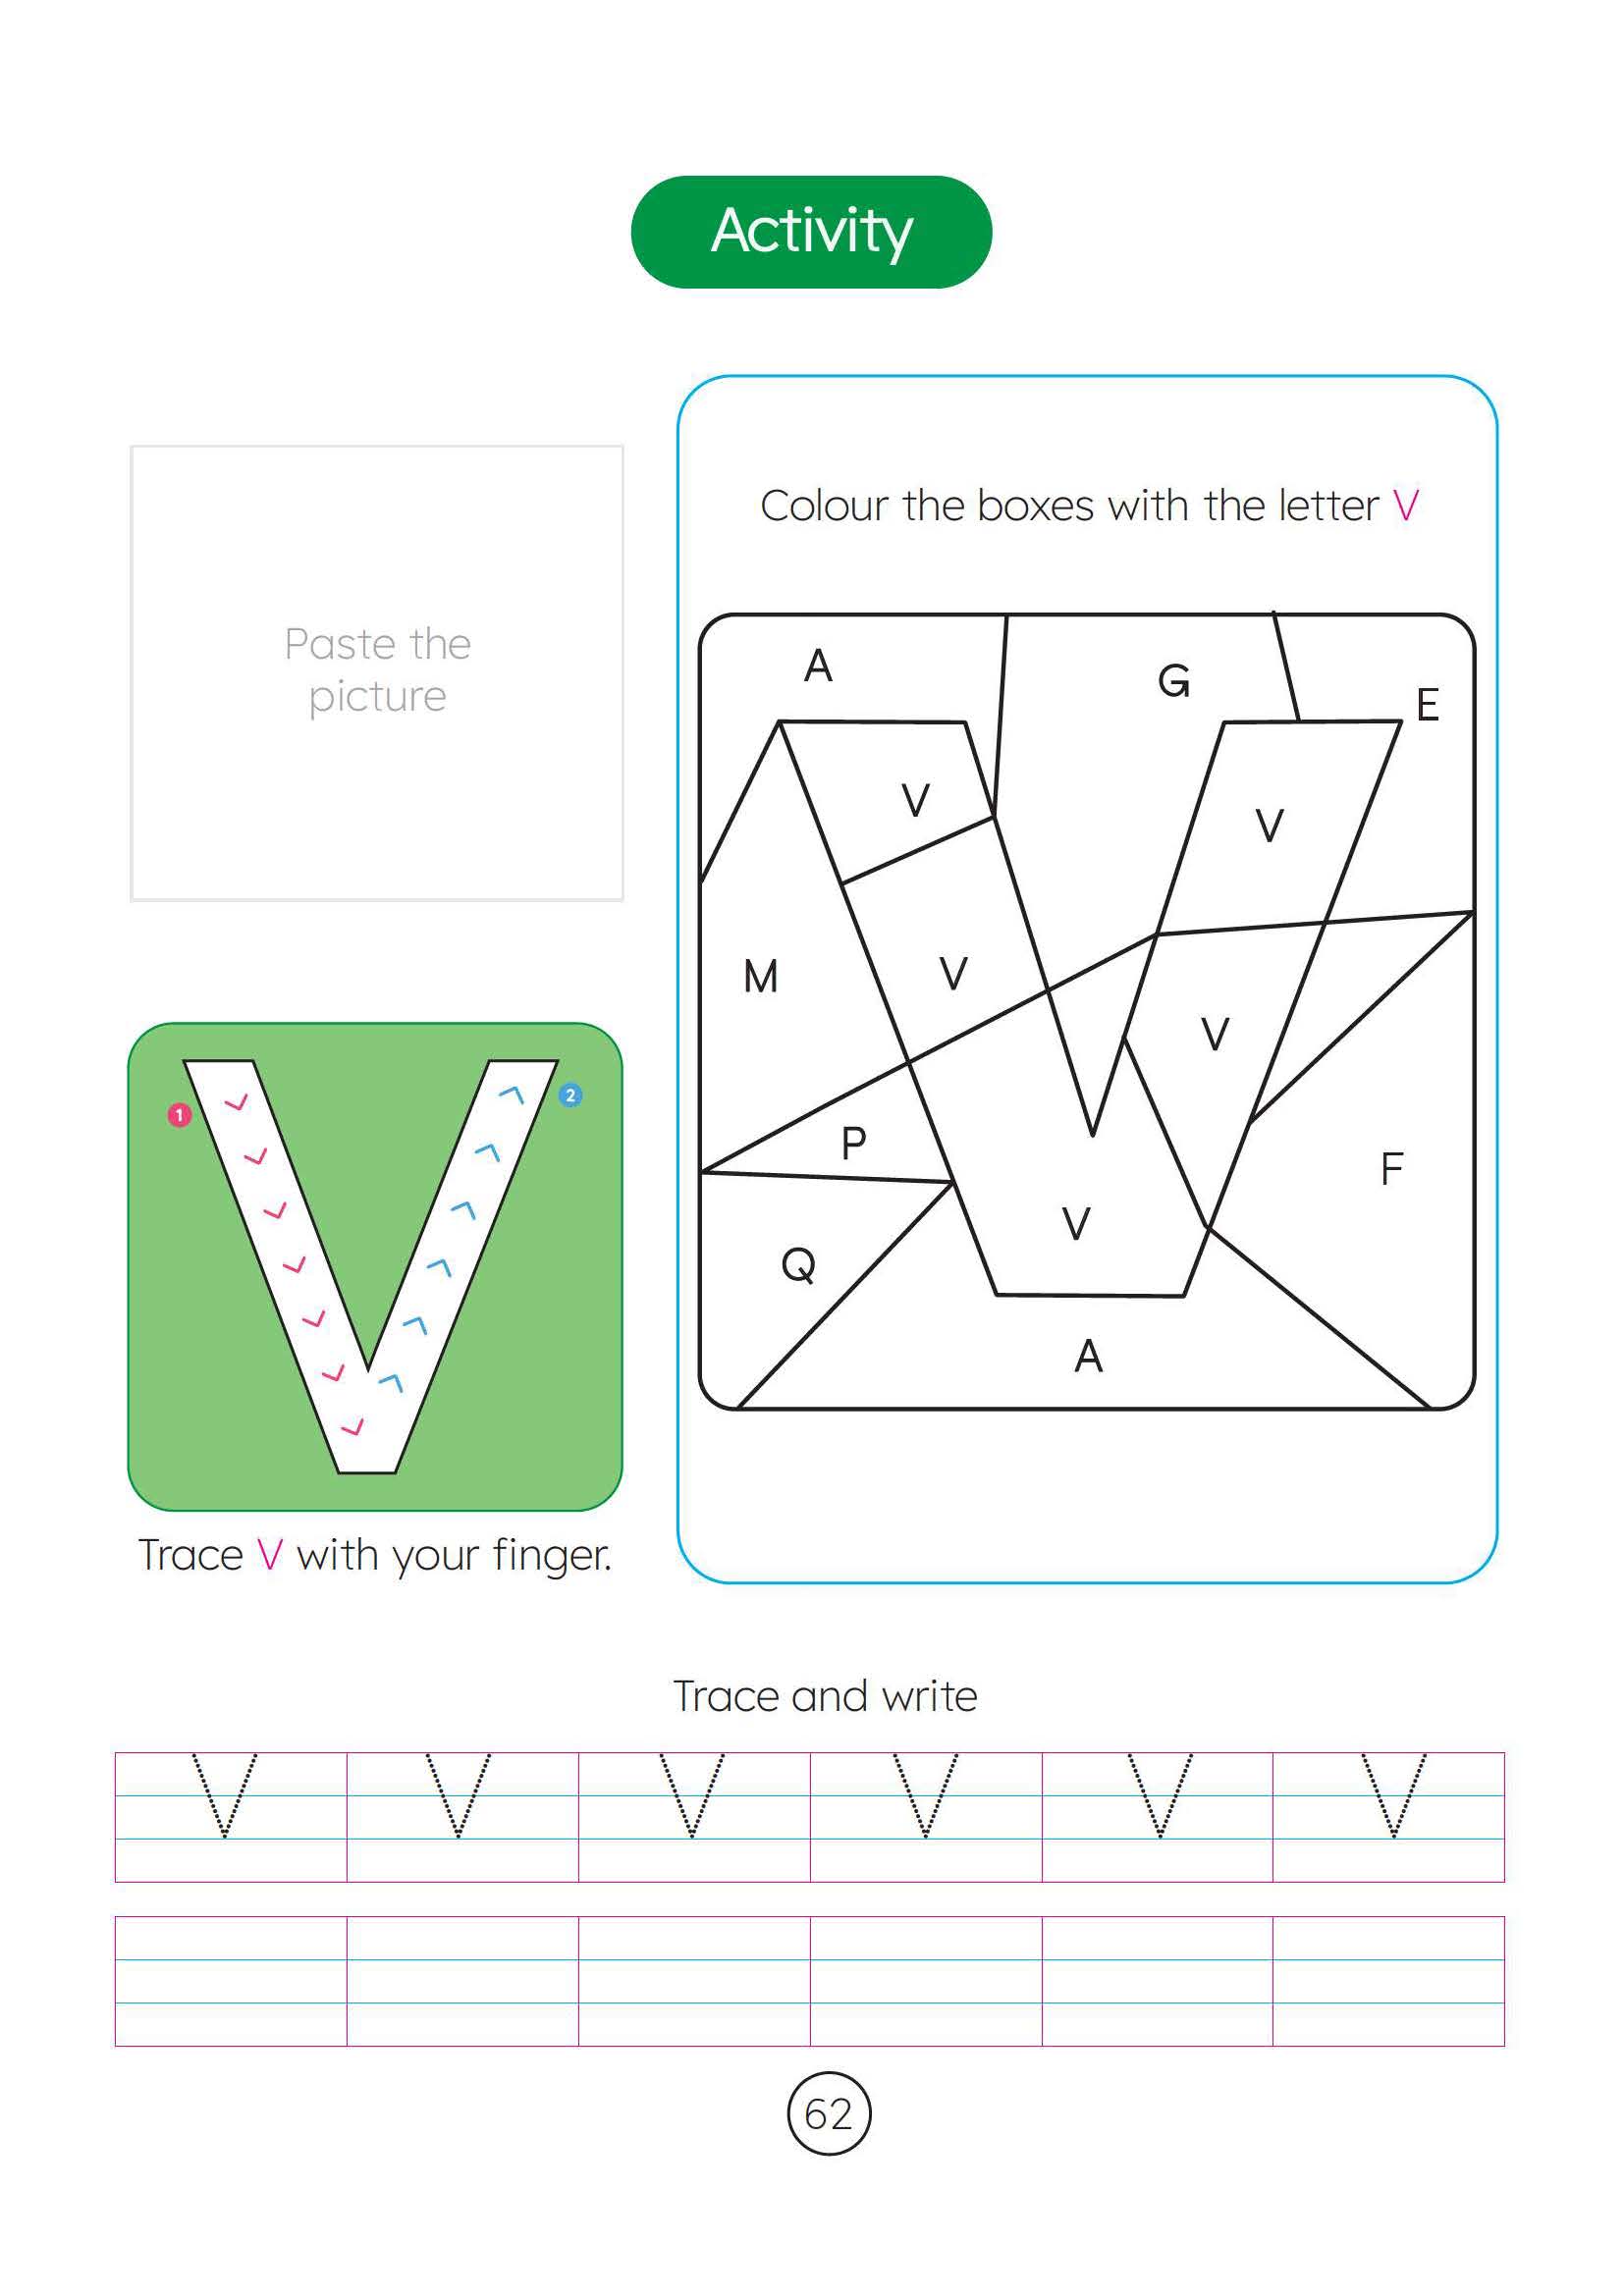 Activity
Paste the
picture
Colour the boxes with the letter V
A
G
E
V
V
M
V
V
P
F
V
Q
A
1
2
Trace V with your finger.
Trace and write
V V V V V V
62